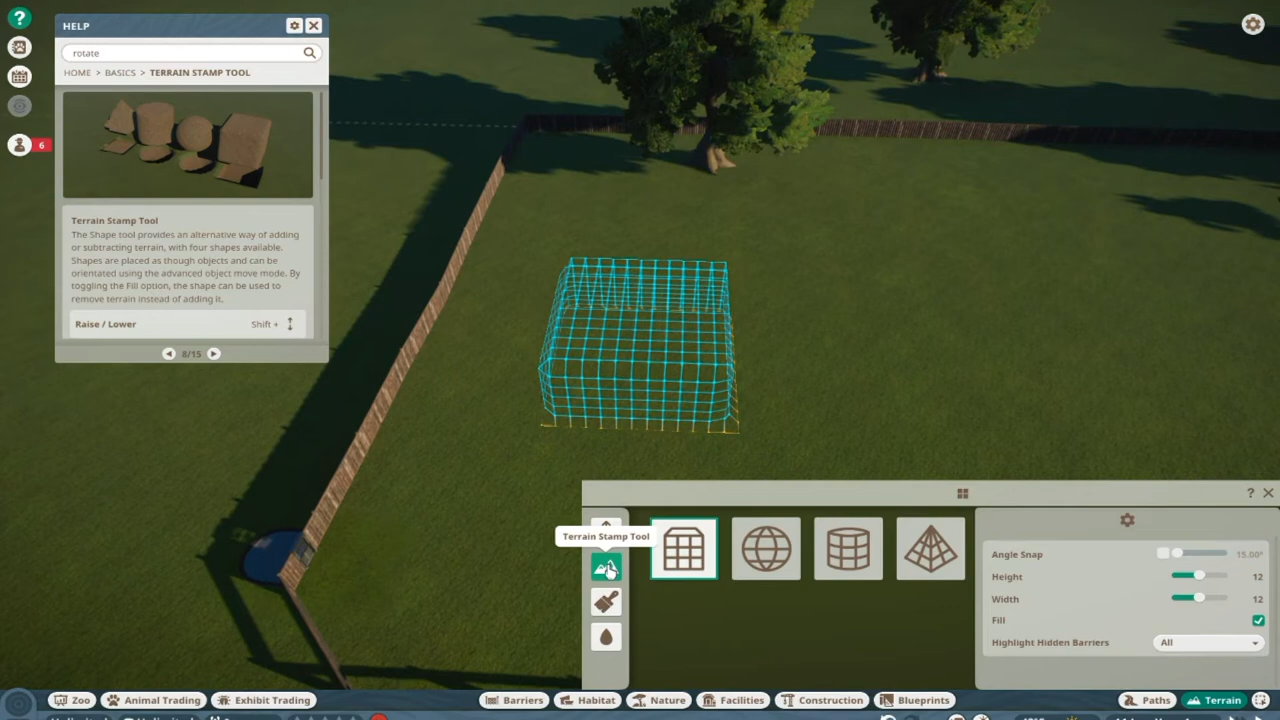 HELP
rotate
HOME > BASICS > TERRAIN STAMP TOOL
6
Terrain Stamp Tool
The Shape tool provides an alternative way of adding
or subtracting terrain, with four shapes available.
Shapes are placed as though objects and can be
orientated using the advanced object move mode. By
toggling the Fill option, the shape can be used to
remove terrain instead of adding it.
Raise / Lower Shift +
8/15
Terrain Stamp Tool
Angle Snap 15.00°
Height 12
Width 12
Fill
Highlight Hidden Barriers All
Zoo Animal Trading Exhibit Trading Barriers Habitat Nature Facilities Construction Blueprints Paths Terrain